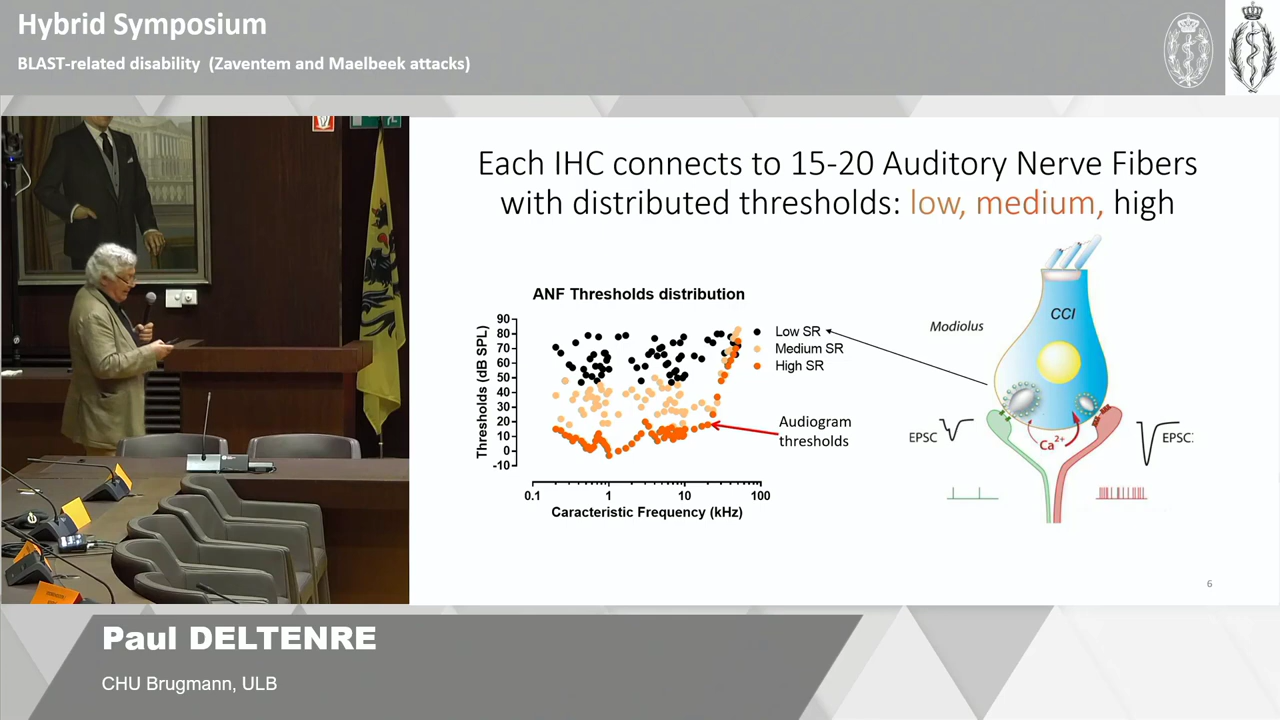 Hybrid Symposium
BLAST-related disability (Zaventem and Maelbeek attacks)
Each IHC connects to 15-20 Auditory Nerve Fibers
with distributed thresholds: low, medium, high
ANF Thresholds distribution
Thresholds (dB SPL)
90
80
70
60
50
40
30
20
10
0
-10
0.1
1
10
100
Caracteristic Frequency (kHz)
Low SR
Medium SR
High SR
Audiogram
thresholds
Modiolus
CCI
EPSC
Ca2+
EPSC
6
Paul DELTENRE
CHU Brugmann, ULB